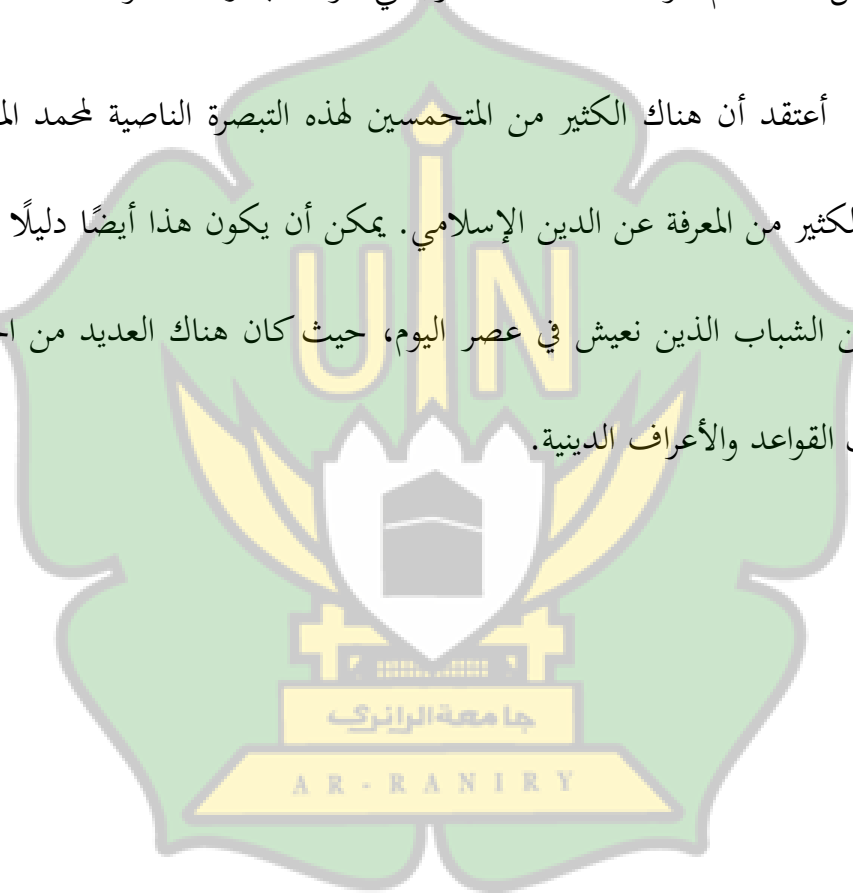 أعتقد أن هناك الكثير من المتحمسين لهذه التبصرة الناصية لمحمد
الكثير من المعرفة عن الدين الإسلامي. يمكن أن يكون هذا أيضًا دليلًا
الشباب الذين نعيش في عصر اليوم، حيث كان هناك العديد من
القواعد والأعراف الدينية.
UIN
جامعة الرانري
AR-RANIRY